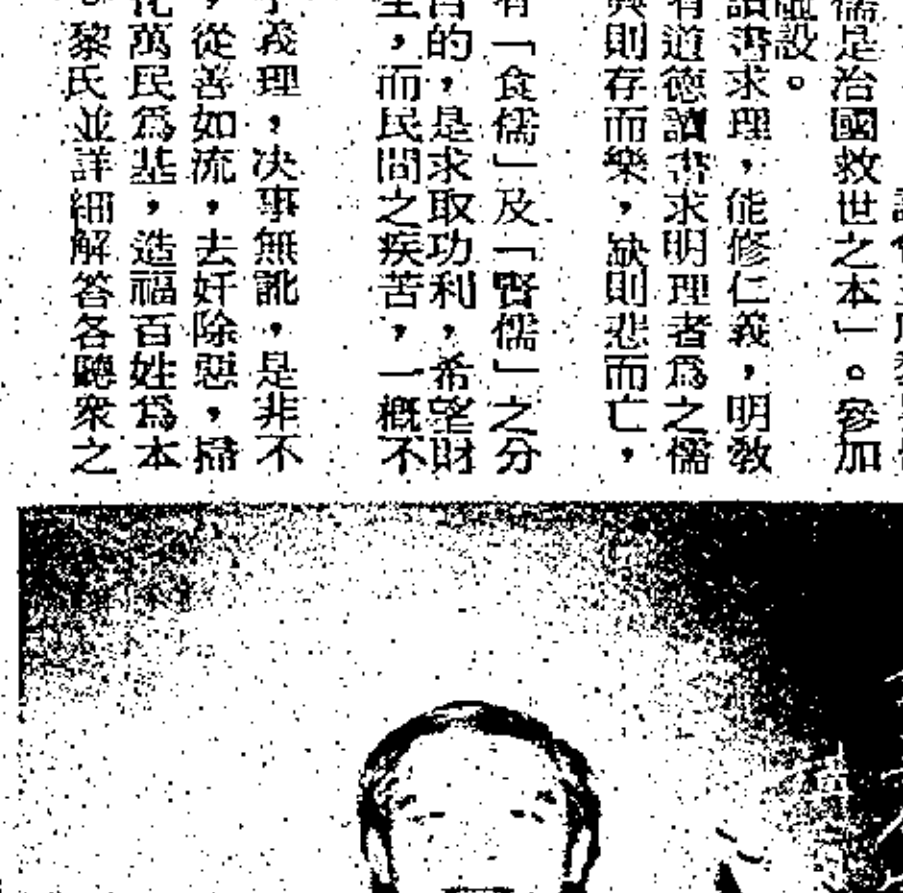 儒是治國救世之本」。參加
虛設。
讀書求理，能修仁義，明教
有道德讀書求明理者為之儒
興則存而樂，缺則悲而亡，
有「食儒」及「賢儒」之分
目的，是求取功利，希望財
，而民間之疾苦，一概不
義理，決事無訛，是非不
，從善如流，去奸除惡，掃
化萬民為基，造福百姓為本
。黎氏並詳細解答各聽衆之